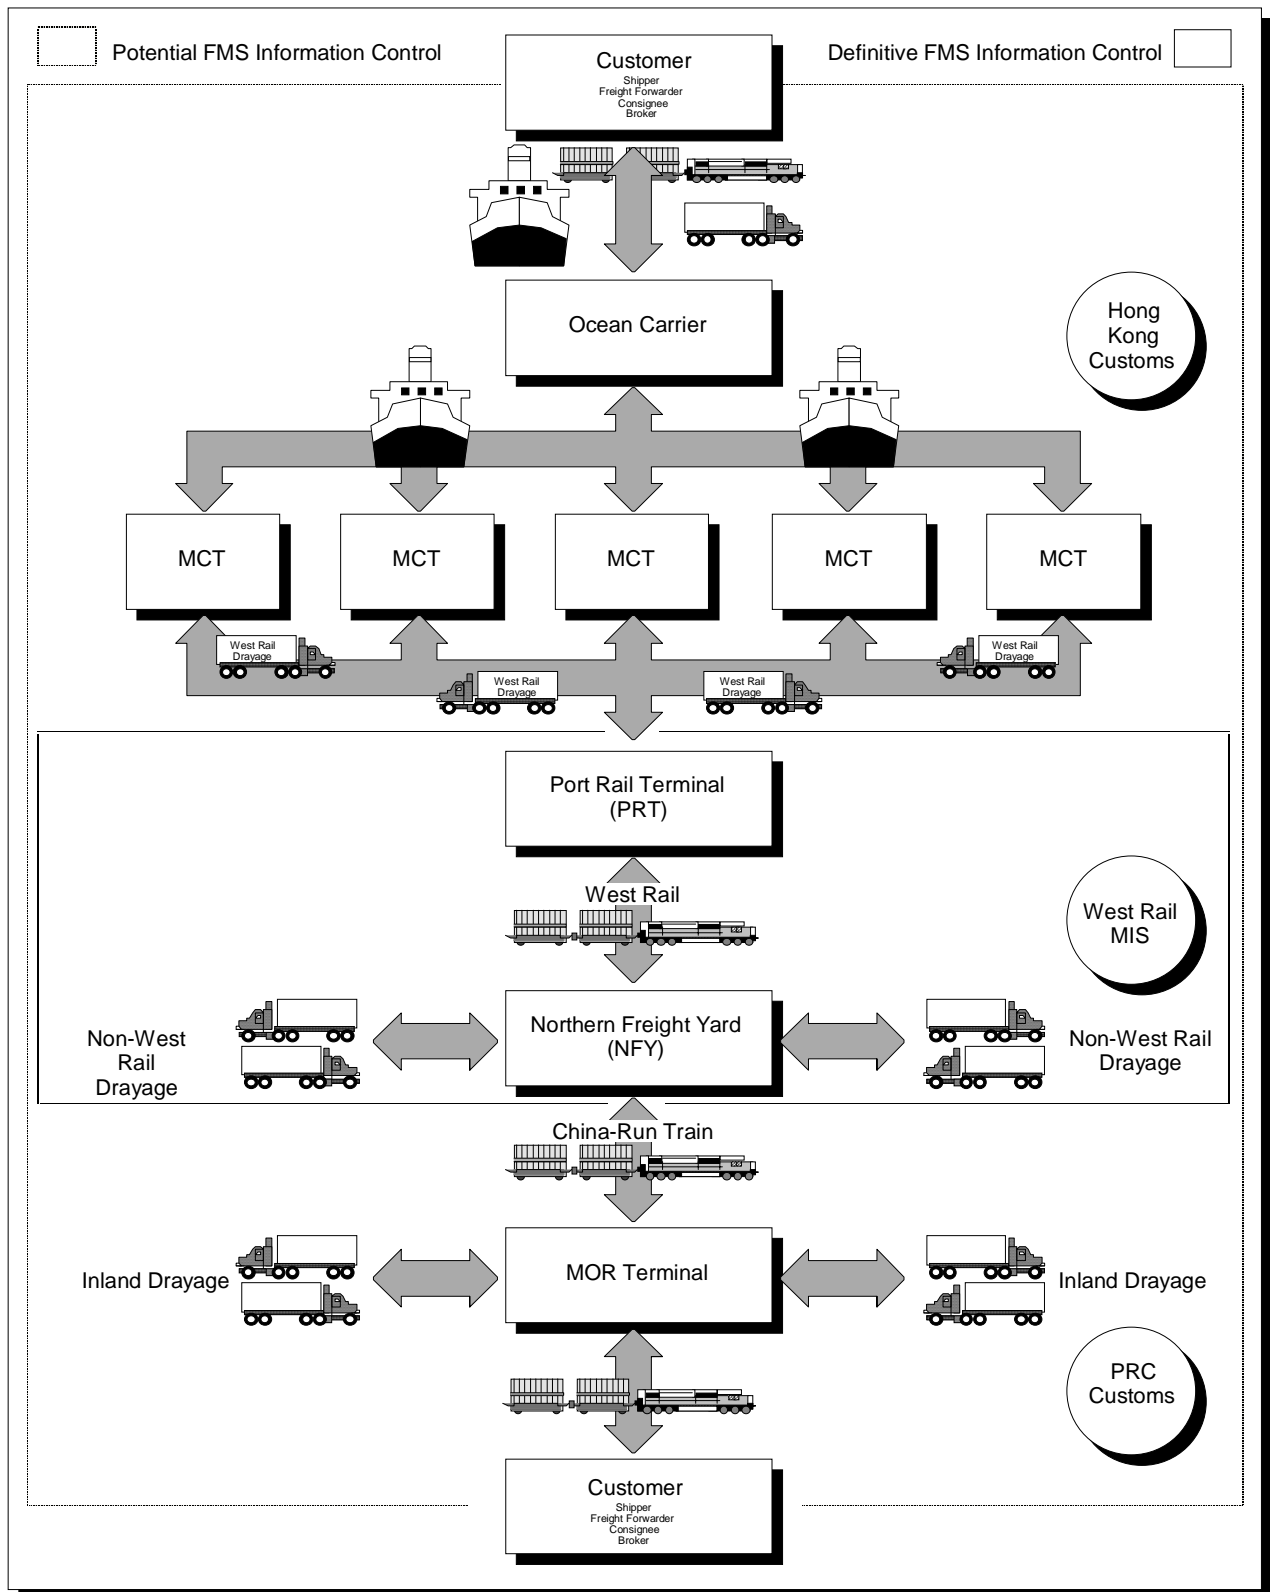 Potential FMS Information Control
Definitive FMS Information Control
Customer
Shipper
Freight Forwarder
Consignee
Broker
Ocean Carrier
Hong
Kong
Customs
MCT
MCT
MCT
MCT
MCT
West Rail
Drayage
West Rail
Drayage
West Rail
Drayage
West Rail
Drayage
Port Rail Terminal
(PRT)
West Rail
West Rail
MIS
Northern Freight Yard
(NFY)
Non-West
Rail
Drayage
Non-West Rail
Drayage
China-Run Train
MOR Terminal
Inland Drayage
Inland Drayage
PRC
Customs
Customer
Shipper
Freight Forwarder
Consignee
Broker